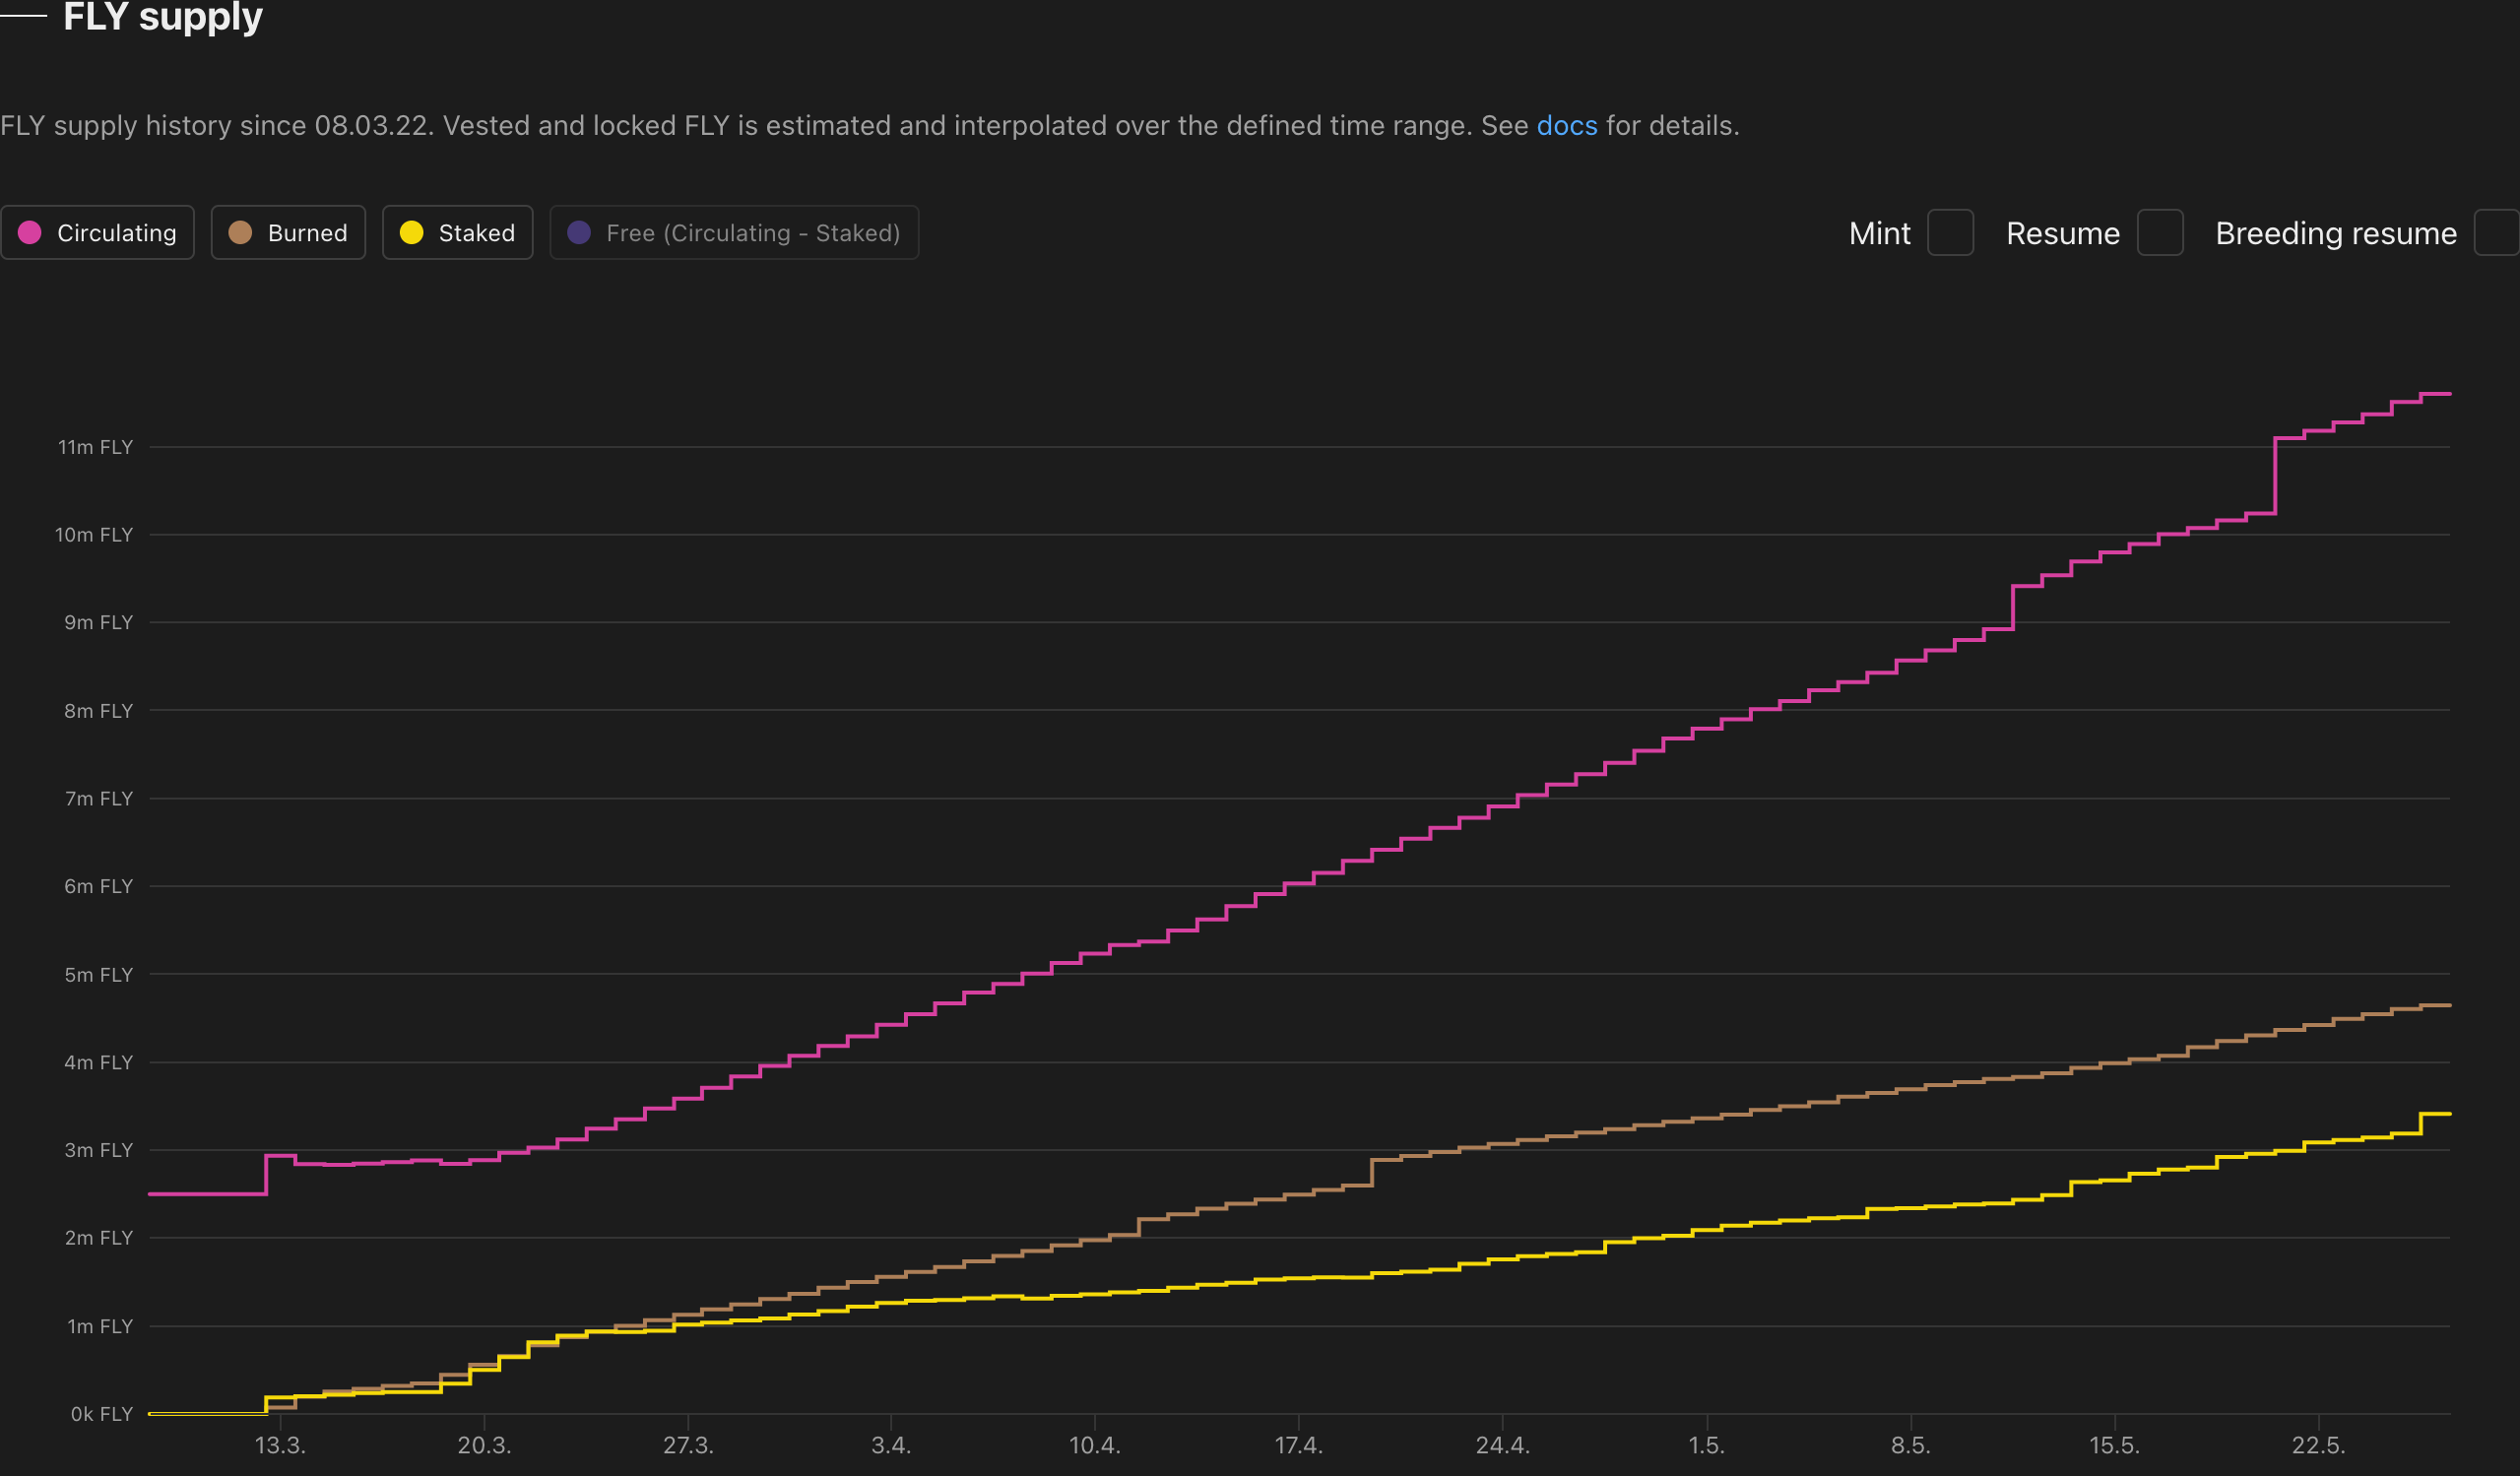 FLY supply
FLY supply history since 08.03.22. Vested and locked FLY is estimated and interpolated over the defined time range. See docs for details.
Circulating Burned Staked Free (Circulating - Staked) Mint Resume Breeding resume
11m FLY
10m FLY
9m FLY
8m FLY
7m FLY
6m FLY
5m FLY
4m FLY
3m FLY
2m FLY
1m FLY
0k FLY
13.3. 20.3. 27.3. 3.4. 10.4. 17.4. 24.4. 1.5. 8.5. 15.5. 22.5.